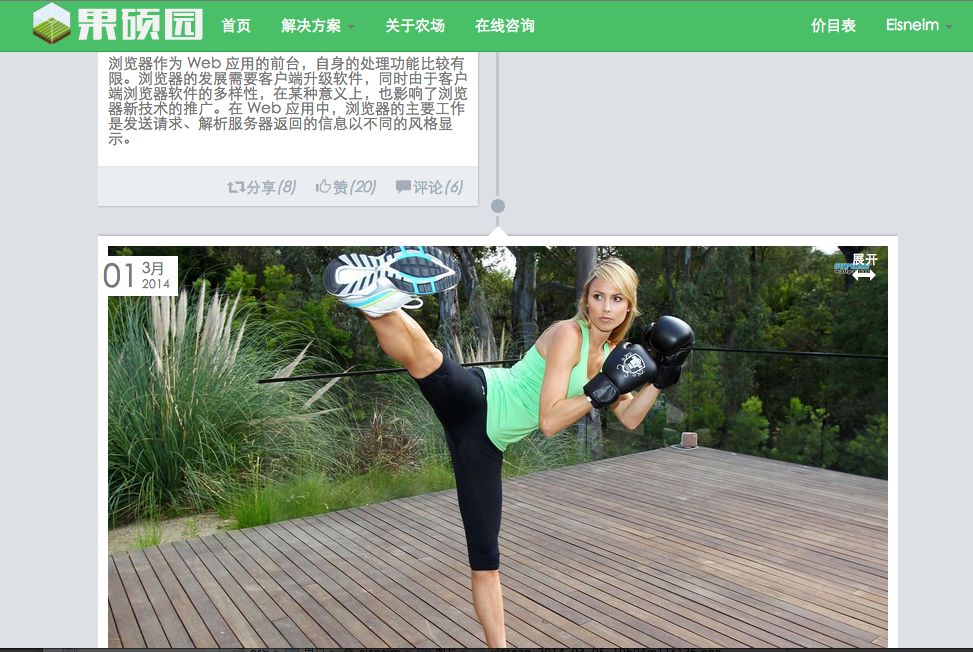 果硕园 首页 解决方案 关于农场 在线咨询 价目表 Eisneim
浏览器作为 Web 应用的前台，自身的处理功能比较有
限。浏览器的发展需要客户端升级软件，同时由于客户
端浏览器软件的多样性，在某种意义上，也影响了浏览
器新技术的推广。在 Web 应用中，浏览器的主要工作
是发送请求、解析服务器返回的信息以不同的风格显
示。
分享(8) 赞(20) 评论(6)
01 3月
2014
展开